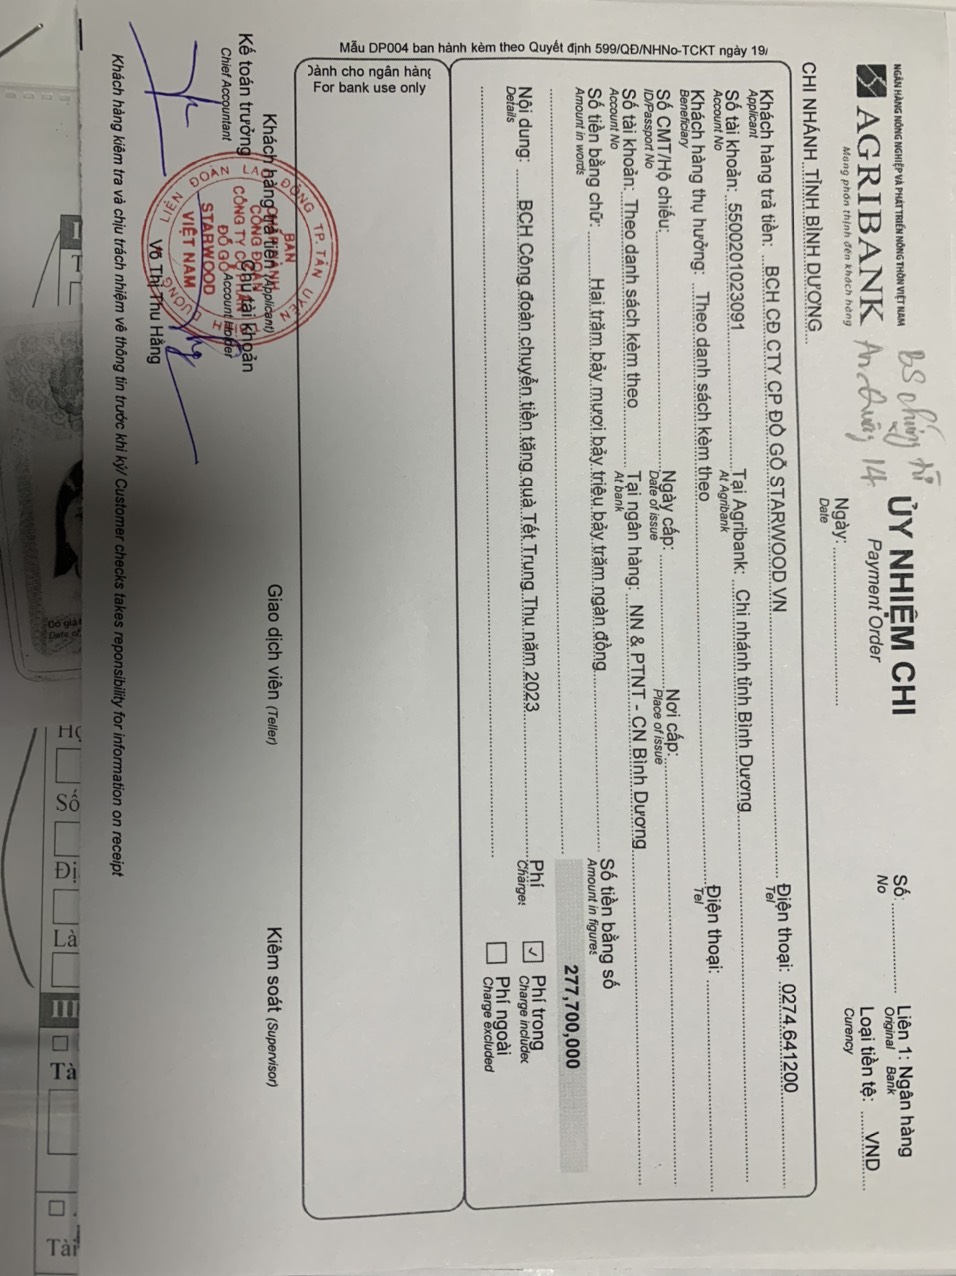 Mẫu DP004 ban hành kèm theo Quyết định 599/QĐ/NHNo-TCKT ngày 19/
NGÂN HÀNG NÔNG NGHIỆP VÀ PHÁT TRIỂN NÔNG THÔN VIỆT NAM
AGRIBANK
Mang phồn thịnh đến khách hàng
BS chứng từ
14
ỦY NHIỆM CHI
Payment Order
Ngày:
Date
Số:
No
Liên 1: Ngân hàng
Original Bank
Loại tiền tệ: VND
Curency
CHI NHÁNH TỈNH BÌNH DƯƠNG
Khách hàng trả tiền: BCH CĐ CTY CP ĐỒ GỖ STARWOOD VN Điện thoại: 0274.641200
Applicant Tel
Số tài khoản: 5500201023091 Tại Agribank: Chi nhánh tỉnh Bình Dương
Account No At Agribank
Khách hàng thụ hưởng: Theo danh sách kèm theo Điện thoại:
Beneficiary Tel
Số CMT/Hộ chiếu: Ngày cấp: Nơi cấp:
ID/Passport No Date of issue Place of issue
Số tài khoản: Theo danh sách kèm theo Tại ngân hàng: NN & PTNT - CN Bình Dương
Account No At bank
Số tiền bằng chữ: Hai trăm bảy mươi bảy triệu bảy trăm ngàn đồng Số tiền bằng số
Amount in words Amount in figures
277,700,000
Nội dung: BCH Công đoàn chuyển tiền tặng quà Tết Trung Thu năm 2023 Phí ✓ Phí trong
Details Charges Charge included
Phí ngoài
Charge excluded
Dành cho ngân hàng
For bank use only
Khách hàng trả tiền (Applicant) Giao dịch viên (Teller) Kiểm soát (Supervisor)
Kế toán trưởng Chủ tài khoản
Chief Accountant Account Holder
LIÊN ĐOÀN LAO ĐỘNG TP. TÂN UYÊN
BAN
CHẤP HÀNH
CÔNG ĐOÀN
CÔNG TY CỔ PHẦN
ĐỒ GỖ
STARWOOD
VIỆT NAM
Võ Thị Thu Hằng
Khách hàng kiểm tra và chịu trách nhiệm về thông tin trước khi ký/ Customer checks takes reponsibility for information on receipt
Số
Là
III
Tà
Tài